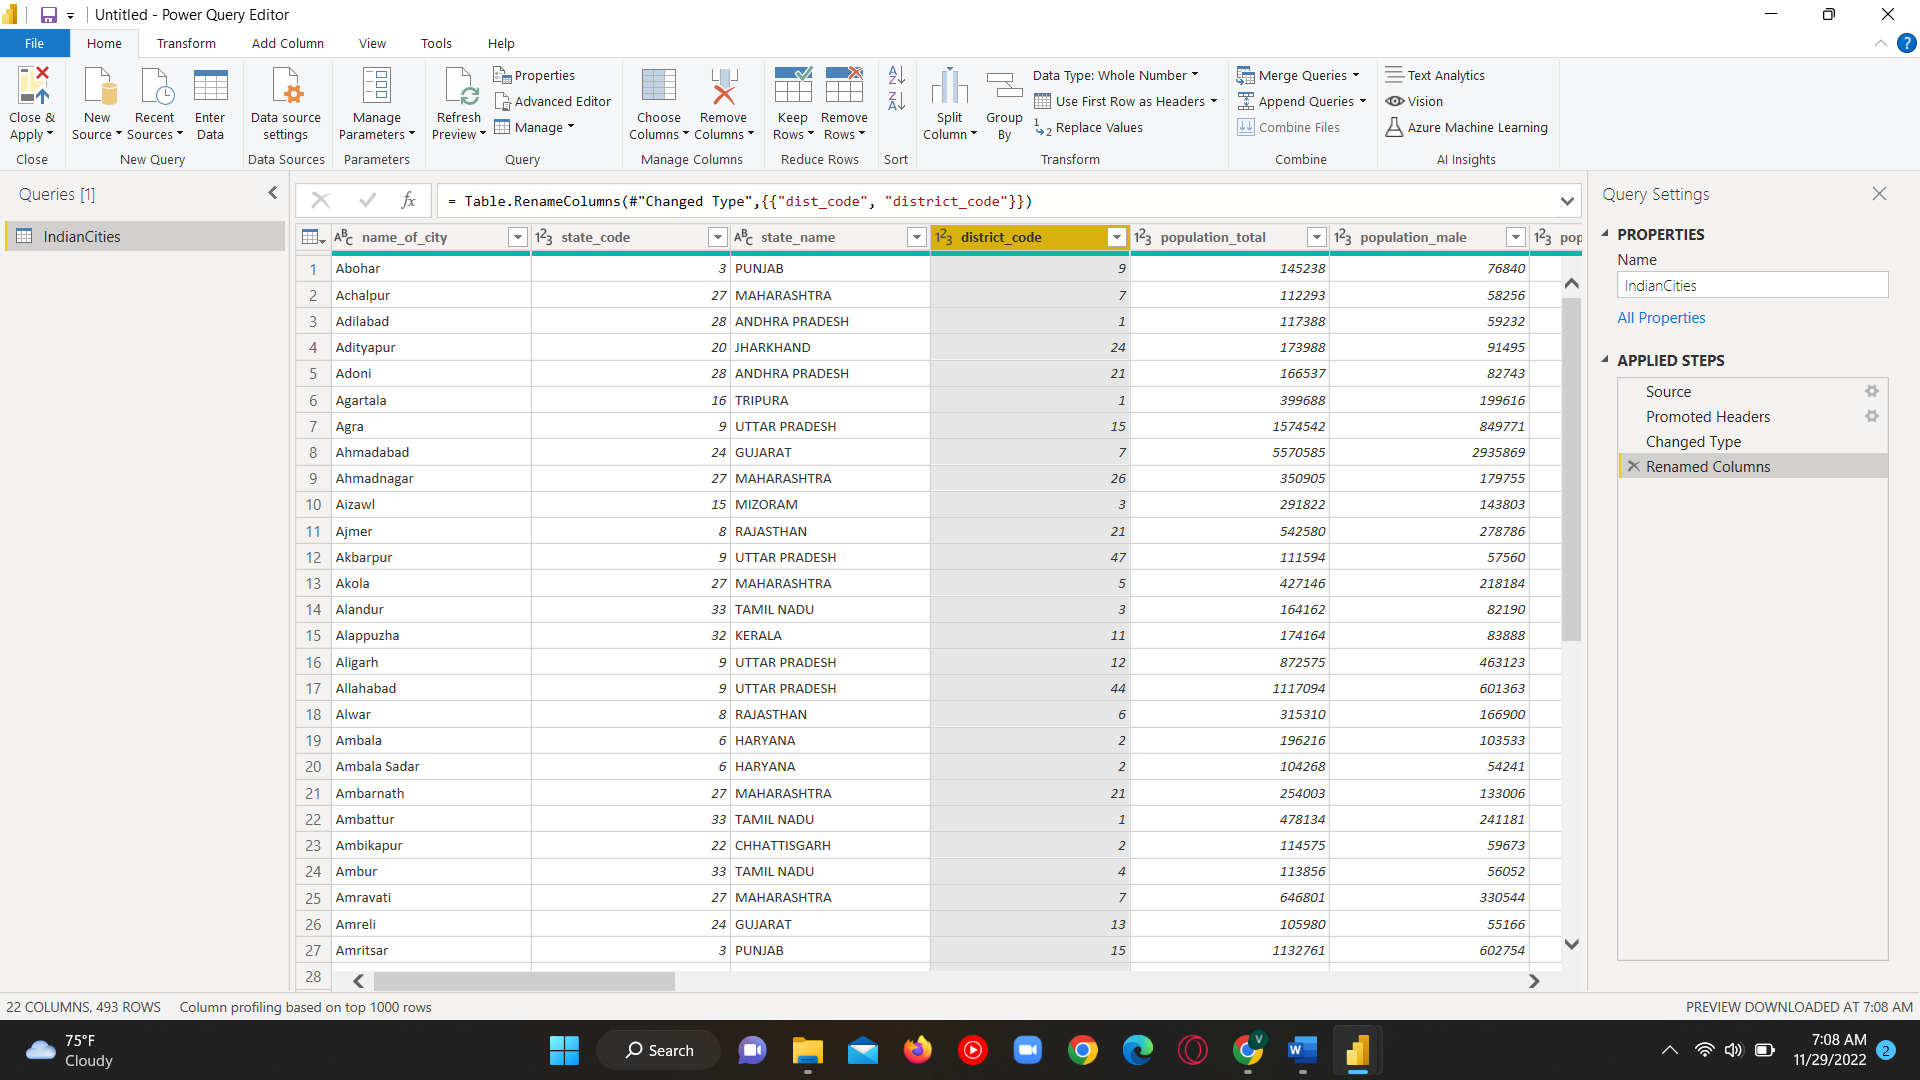 Untitled - Power Query Editor
File Home Transform Add Column View Tools Help
Close & Apply
New Source
Recent Sources
Enter Data
Data source settings
Manage Parameters
Refresh Preview
Properties
Advanced Editor
Manage
Choose Columns
Remove Columns
Keep Rows
Remove Rows
Split Column
Group By
Data Type: Whole Number
Use First Row as Headers
Replace Values
Merge Queries
Append Queries
Combine Files
Text Analytics
Vision
Azure Machine Learning
Close New Query Data Sources Parameters Query Manage Columns Reduce Rows Sort Transform Combine AI Insights
Queries [1]
IndianCities
fx = Table.RenameColumns(#"Changed Type",{{"dist_code", "district_code"}})
name_of_city state_code state_name district_code population_total population_male pop
1 Abohar 3 PUNJAB 9 145238 76840
2 Achalpur 27 MAHARASHTRA 7 112293 58256
3 Adilabad 28 ANDHRA PRADESH 1 117388 59232
4 Adityapur 20 JHARKHAND 24 173988 91495
5 Adoni 28 ANDHRA PRADESH 21 166537 82743
6 Agartala 16 TRIPURA 1 399688 199616
7 Agra 9 UTTAR PRADESH 15 1574542 849771
8 Ahmadabad 24 GUJARAT 7 5570585 2935869
9 Ahmadnagar 27 MAHARASHTRA 26 350905 179755
10 Aizawl 15 MIZORAM 3 291822 143803
11 Ajmer 8 RAJASTHAN 21 542580 278786
12 Akbarpur 9 UTTAR PRADESH 47 111594 57560
13 Akola 27 MAHARASHTRA 5 427146 218184
14 Alandur 33 TAMIL NADU 3 164162 82190
15 Alappuzha 32 KERALA 11 174164 83888
16 Aligarh 9 UTTAR PRADESH 12 872575 463123
17 Allahabad 9 UTTAR PRADESH 44 1117094 601363
18 Alwar 8 RAJASTHAN 6 315310 166900
19 Ambala 6 HARYANA 2 196216 103533
20 Ambala Sadar 6 HARYANA 2 104268 54241
21 Ambarnath 27 MAHARASHTRA 21 254003 133006
22 Ambattur 33 TAMIL NADU 1 478134 241181
23 Ambikapur 22 CHHATTISGARH 2 114575 59673
24 Ambur 33 TAMIL NADU 4 113856 56052
25 Amravati 27 MAHARASHTRA 7 646801 330544
26 Amreli 24 GUJARAT 13 105980 55166
27 Amritsar 3 PUNJAB 15 1132761 602754
28
Query Settings
PROPERTIES
Name
IndianCities
All Properties
APPLIED STEPS
Source
Promoted Headers
Changed Type
Renamed Columns
22 COLUMNS, 493 ROWS Column profiling based on top 1000 rows PREVIEW DOWNLOADED AT 7:08 AM
75°F
Cloudy
Search
7:08 AM
11/29/2022
2